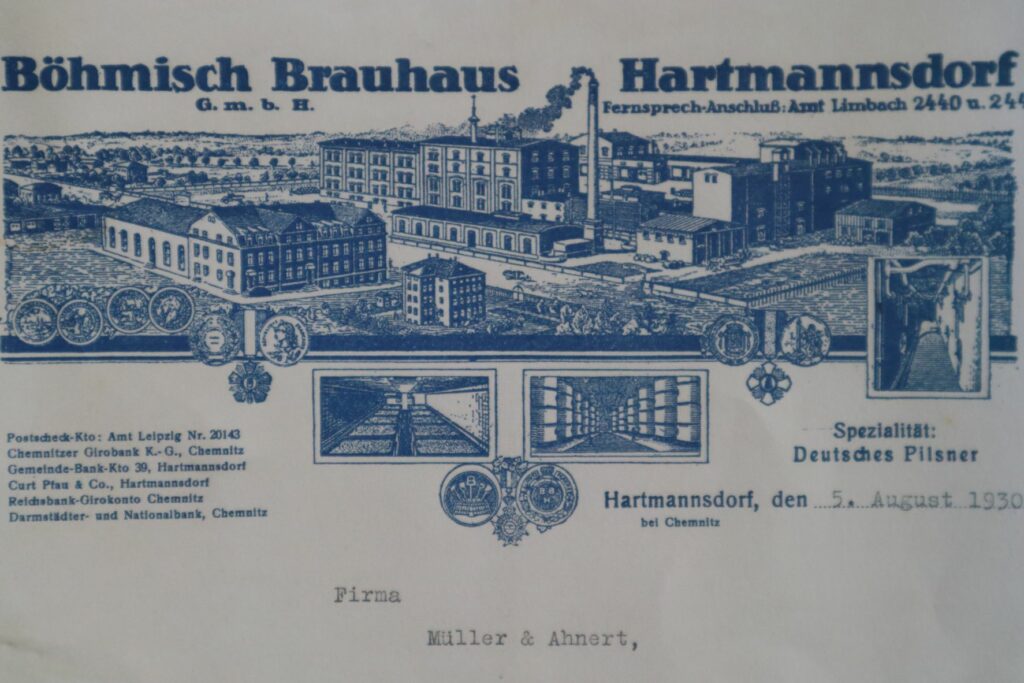 Böhmisch Brauhaus Hartmannsdorf
G. m. b. H.
Fernsprech-Anschluß: Amt Limbach 2440 u.
Postscheck-Kto: Amt Leipzig Nr. 20143
Chemnitzer Girobank K.-G., Chemnitz
Gemeinde-Bank-Kto 39, Hartmannsdorf
Curt Pfau & Co., Hartmannsdorf
Reichsbank-Girokonto Chemnitz
Darmstädter- und Nationalbank, Chemnitz
Spezialität:
Deutsches Pilsner
Hartmannsdorf, den 5. August 1930
bei Chemnitz
Firma
Müller & Ahnert,